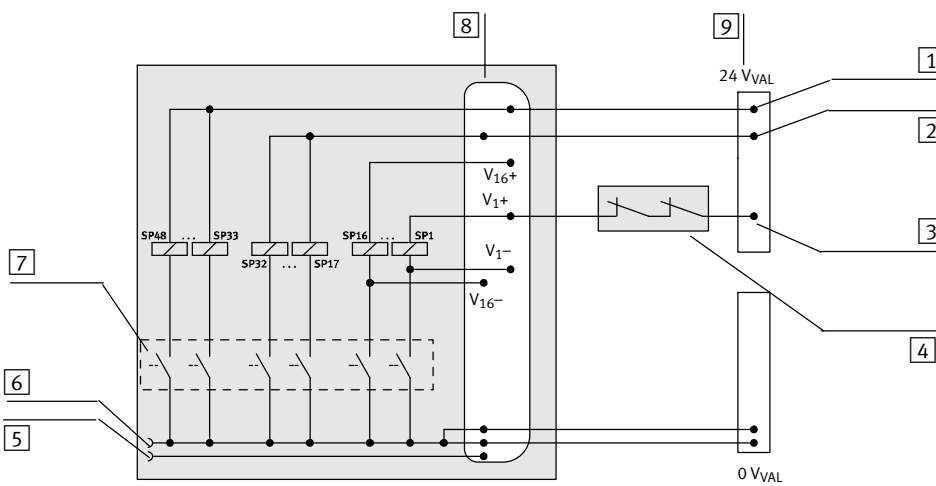 8
9
24 VVAL
1
2
V16+
V1+
SP48 ... SP33
SP16 ... SP1
SP32 ... SP17
3
V1–
7
V16–
4
6
5
0 VVAL